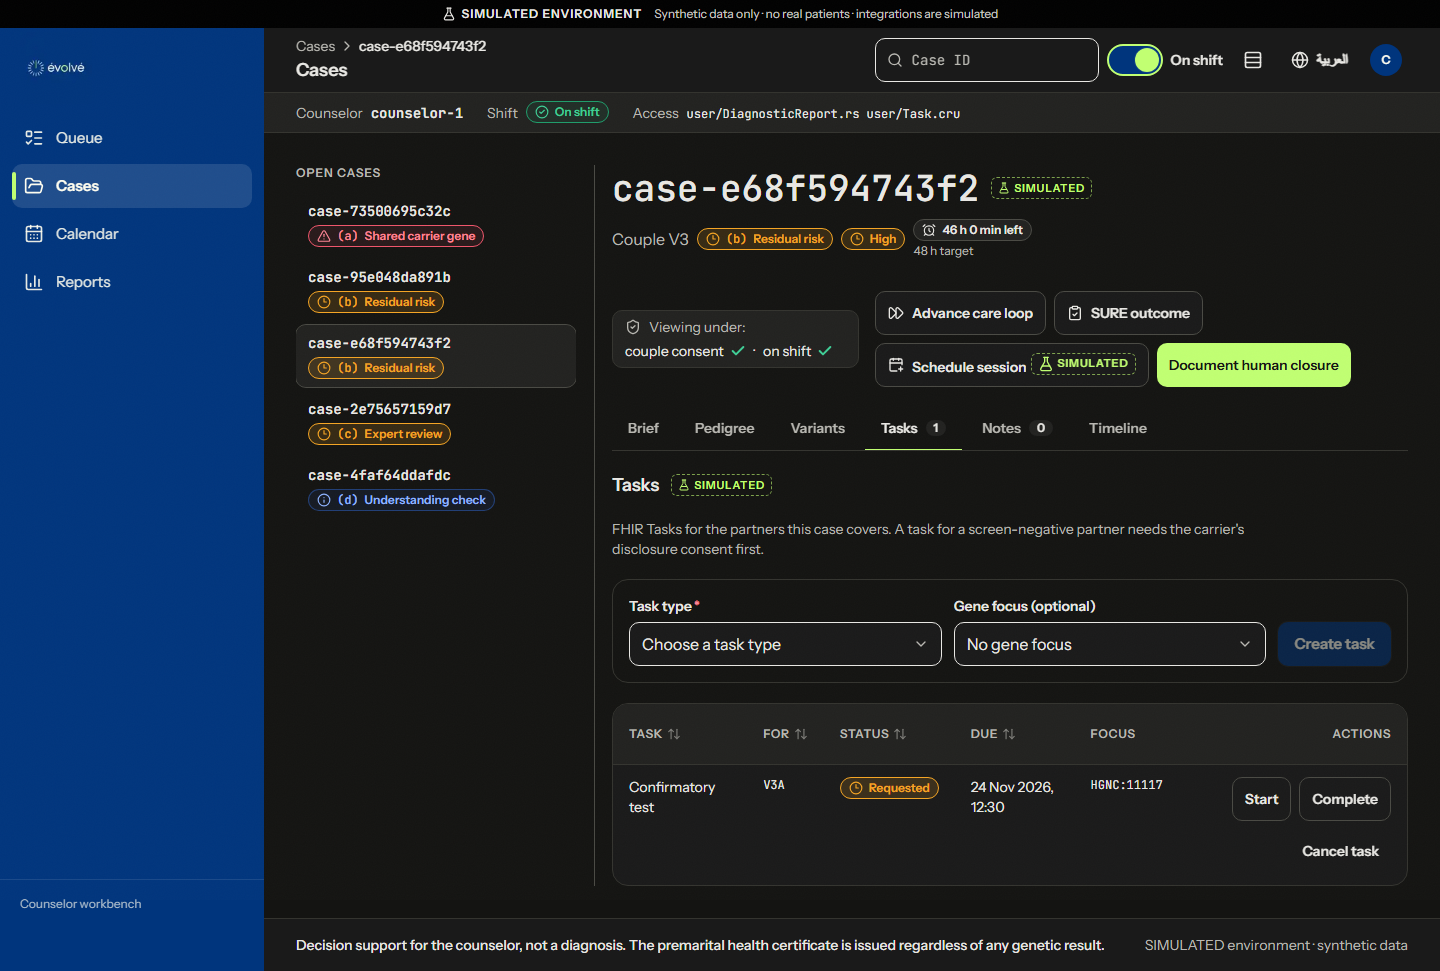 SIMULATED ENVIRONMENT Synthetic data only · no real patients · integrations are simulated
évolvé
Queue
Cases
Calendar
Reports
Counselor workbench
Cases > case-e68f594743f2
Cases
Case ID
On shift
العربية
C
Counselor counselor-1 Shift On shift Access user/DiagnosticReport.rs user/Task.cru
OPEN CASES
case-73500695c32c
(a) Shared carrier gene
case-95e048da891b
(b) Residual risk
case-e68f594743f2
(b) Residual risk
case-2e75657159d7
(c) Expert review
case-4faf64ddafdc
(d) Understanding check
case-e68f594743f2 SIMULATED
Couple V3 (b) Residual risk High 46 h 0 min left
48 h target
Viewing under:
couple consent · on shift
Advance care loop
SURE outcome
Schedule session SIMULATED
Document human closure
Brief Pedigree Variants Tasks 1 Notes 0 Timeline
Tasks SIMULATED
FHIR Tasks for the partners this case covers. A task for a screen-negative partner needs the carrier's
disclosure consent first.
Task type * Gene focus (optional)
Choose a task type No gene focus Create task
TASK FOR STATUS DUE FOCUS ACTIONS
Confirmatory V3A Requested 24 Nov 2026, HGNC:11117 Start Complete
test 12:30
Cancel task
Decision support for the counselor, not a diagnosis. The premarital health certificate is issued regardless of any genetic result. SIMULATED environment · synthetic data